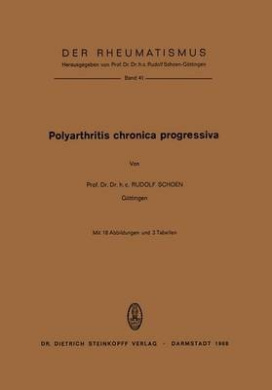 DER RHEUMATISMUS
Herausgegeben von Prof. Dr. Dr. h. c. Rudolf Schoen-Göttingen
Band 41
Polyarthritis chronica progressiva
Von
Prof. Dr. Dr. h. c. RUDOLF SCHOEN
Göttingen
Mit 18 Abbildungen und 3 Tabellen
DR. DIETRICH STEINKOPFF VERLAG · DARMSTADT 1968